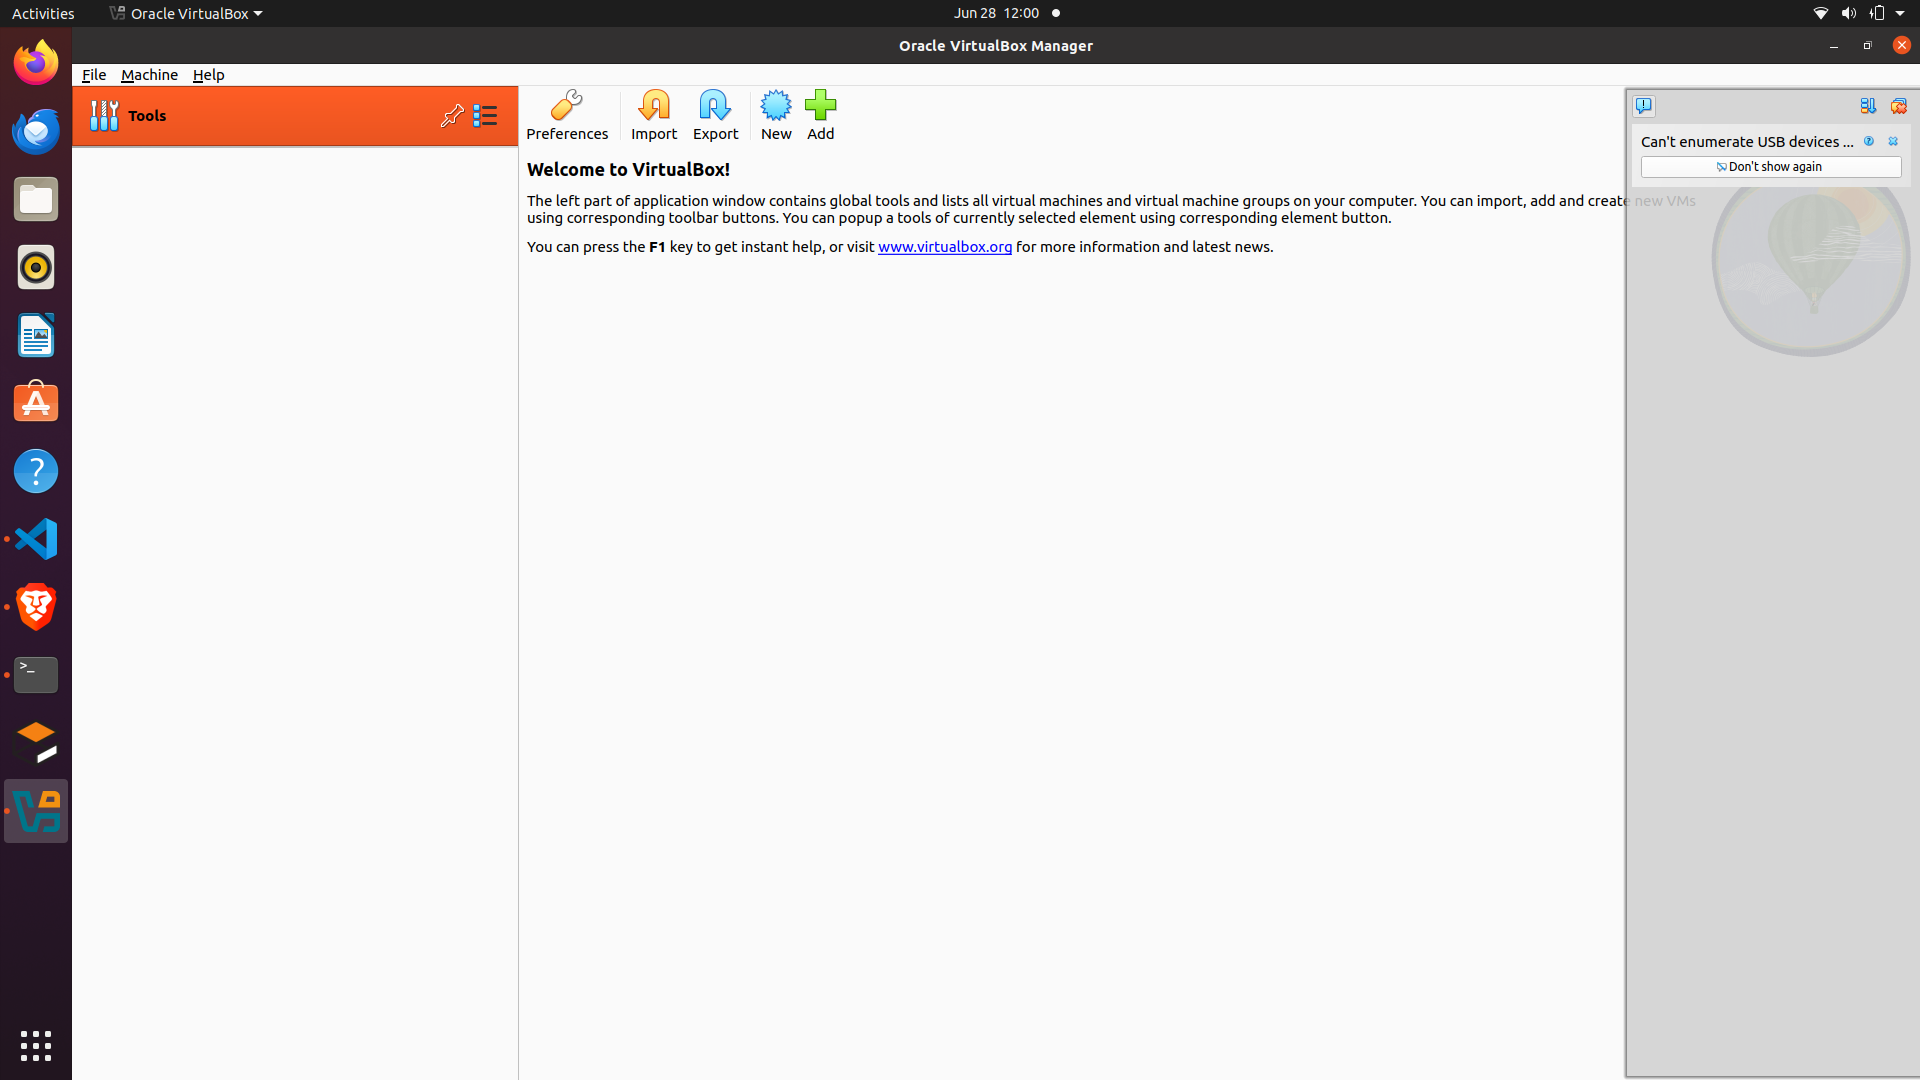 Activities
Oracle VirtualBox
Jun 28 12:00
Oracle VirtualBox Manager
File Machine Help
Tools
Preferences Import Export New Add
Can't enumerate USB devices ...
Don't show again
Welcome to VirtualBox!
The left part of application window contains global tools and lists all virtual machines and virtual machine groups on your computer. You can import, add and create new VMs
using corresponding toolbar buttons. You can popup a tools of currently selected element using corresponding element button.
You can press the F1 key to get instant help, or visit www.virtualbox.org for more information and latest news.